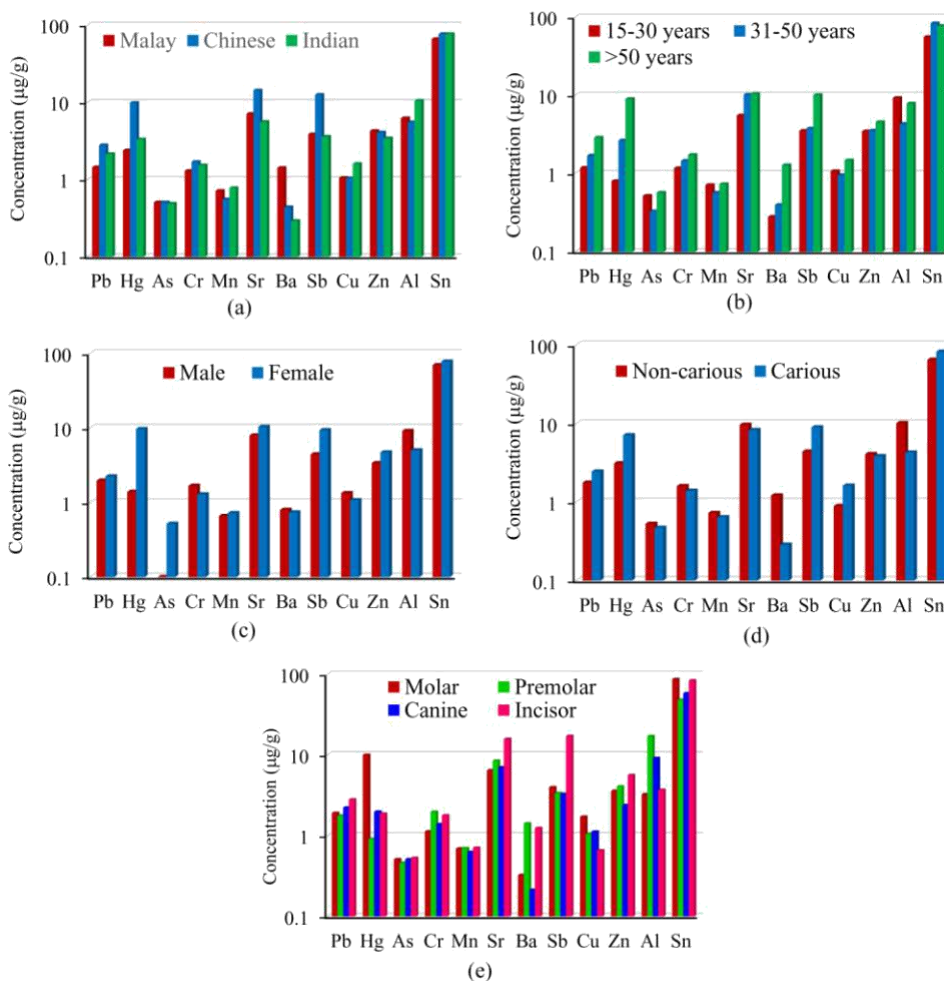 Malay Chinese Indian
Concentration (µg/g)
100
10
1
0.1
Pb Hg As Cr Mn Sr Ba Sb Cu Zn Al Sn
(a)
15-30 years 31-50 years
>50 years
Concentration (µg/g)
100
10
1
0.1
Pb Hg As Cr Mn Sr Ba Sb Cu Zn Al Sn
(b)
Male Female
Concentration (µg/g)
100
10
1
0.1
Pb Hg As Cr Mn Sr Ba Sb Cu Zn Al Sn
(c)
Non-carious Carious
Concentration (µg/g)
100
10
1
0.1
Pb Hg As Cr Mn Sr Ba Sb Cu Zn Al Sn
(d)
Molar Premolar
Canine Incisor
Concentration (µg/g)
100
10
1
0.1
Pb Hg As Cr Mn Sr Ba Sb Cu Zn Al Sn
(e)